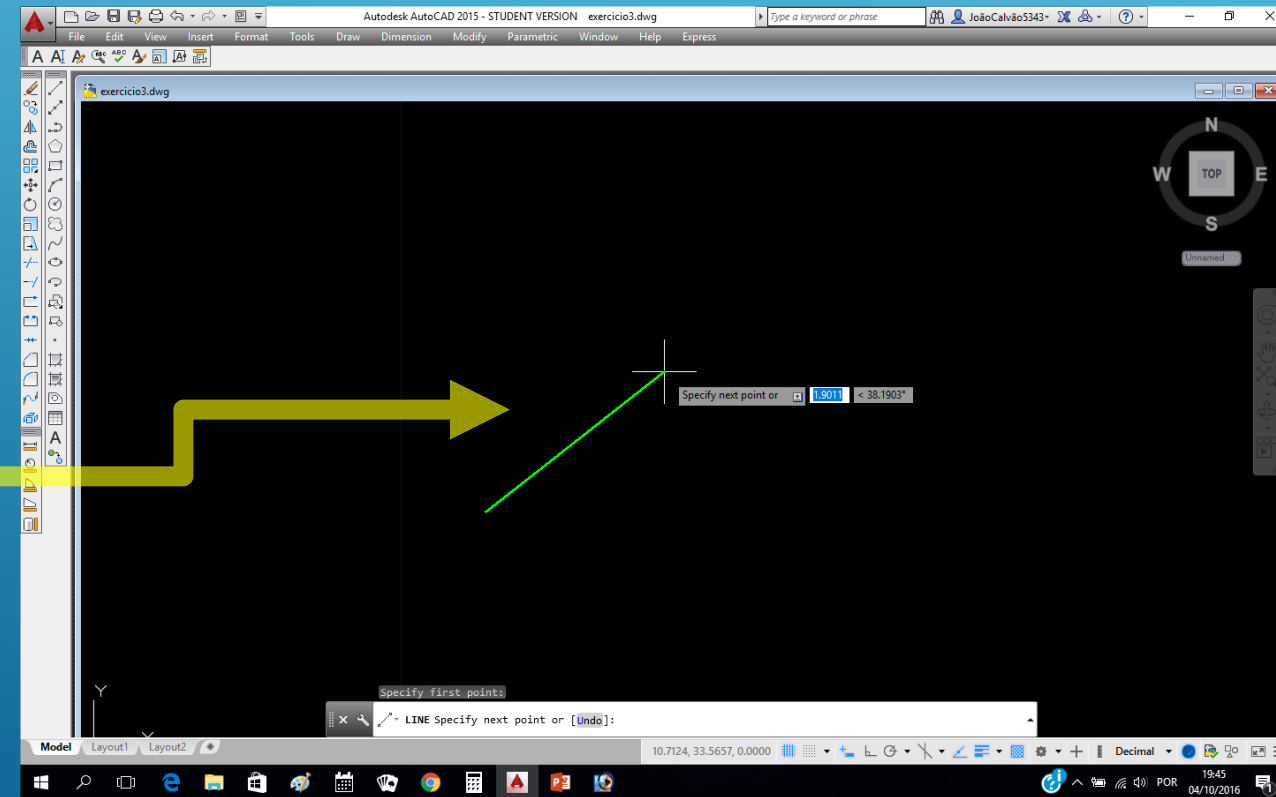 Autodesk AutoCAD 2015 - STUDENT VERSION exercicio3.dwg
Type a keyword or phrase
JoãoCalvão5343
File Edit View Insert Format Tools Draw Dimension Modify Parametric Window Help Express
exercicio3.dwg
N
W TOP E
S
Unnamed
Specify next point or 1.9011 < 38.1903°
Y
X
Specify first point:
LINE Specify next point or [Undo]:
Model Layout1 Layout2
10.7124, 33.5657, 0.0000 Decimal
POR 19:45
04/10/2016